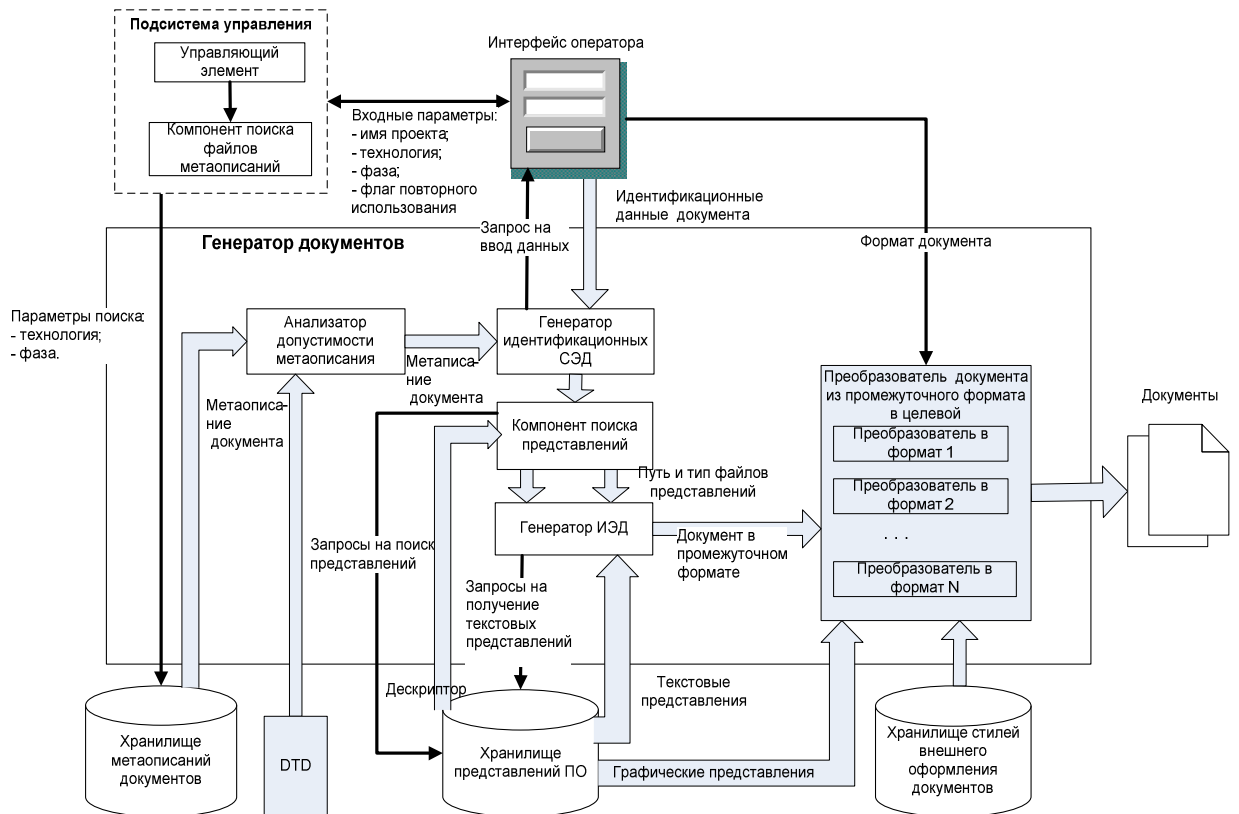 Подсистема управления
Управляющий
элемент
Компонент поиска
файлов
метаописаний
Интерфейс оператора
Входные параметры:
- имя проекта;
- технология;
- фаза;
- флаг повторного
использования
Идентификационные
данные документа
Запрос на
ввод данных
Формат документа
Генератор документов
Параметры поиска:
- технология;
- фаза.
Анализатор
допустимости
метаописания
Генератор
идентификационных
СЭД
Метаписа-
ние
документа
Метаописа-
ние
документа
Компонент поиска
представлений
Путь и тип файлов
представлений
Генератор ИЭД
Документ в
промежуточном
формате
Преобразователь документа
из промежуточного формата
в целевой
Преобразователь в
формат 1
Преобразователь в
формат 2
. . .
Преобразователь в
формат N
Документы
Запросы на поиск
представлений
Запросы на
получение
текстовых
представлений
Дескриптор
Текстовые
представления
Хранилище
метаописаний
документов
DTD
Хранилище
представлений ПО
Графические представления
Хранилище стилей
внешнего
оформления
документов